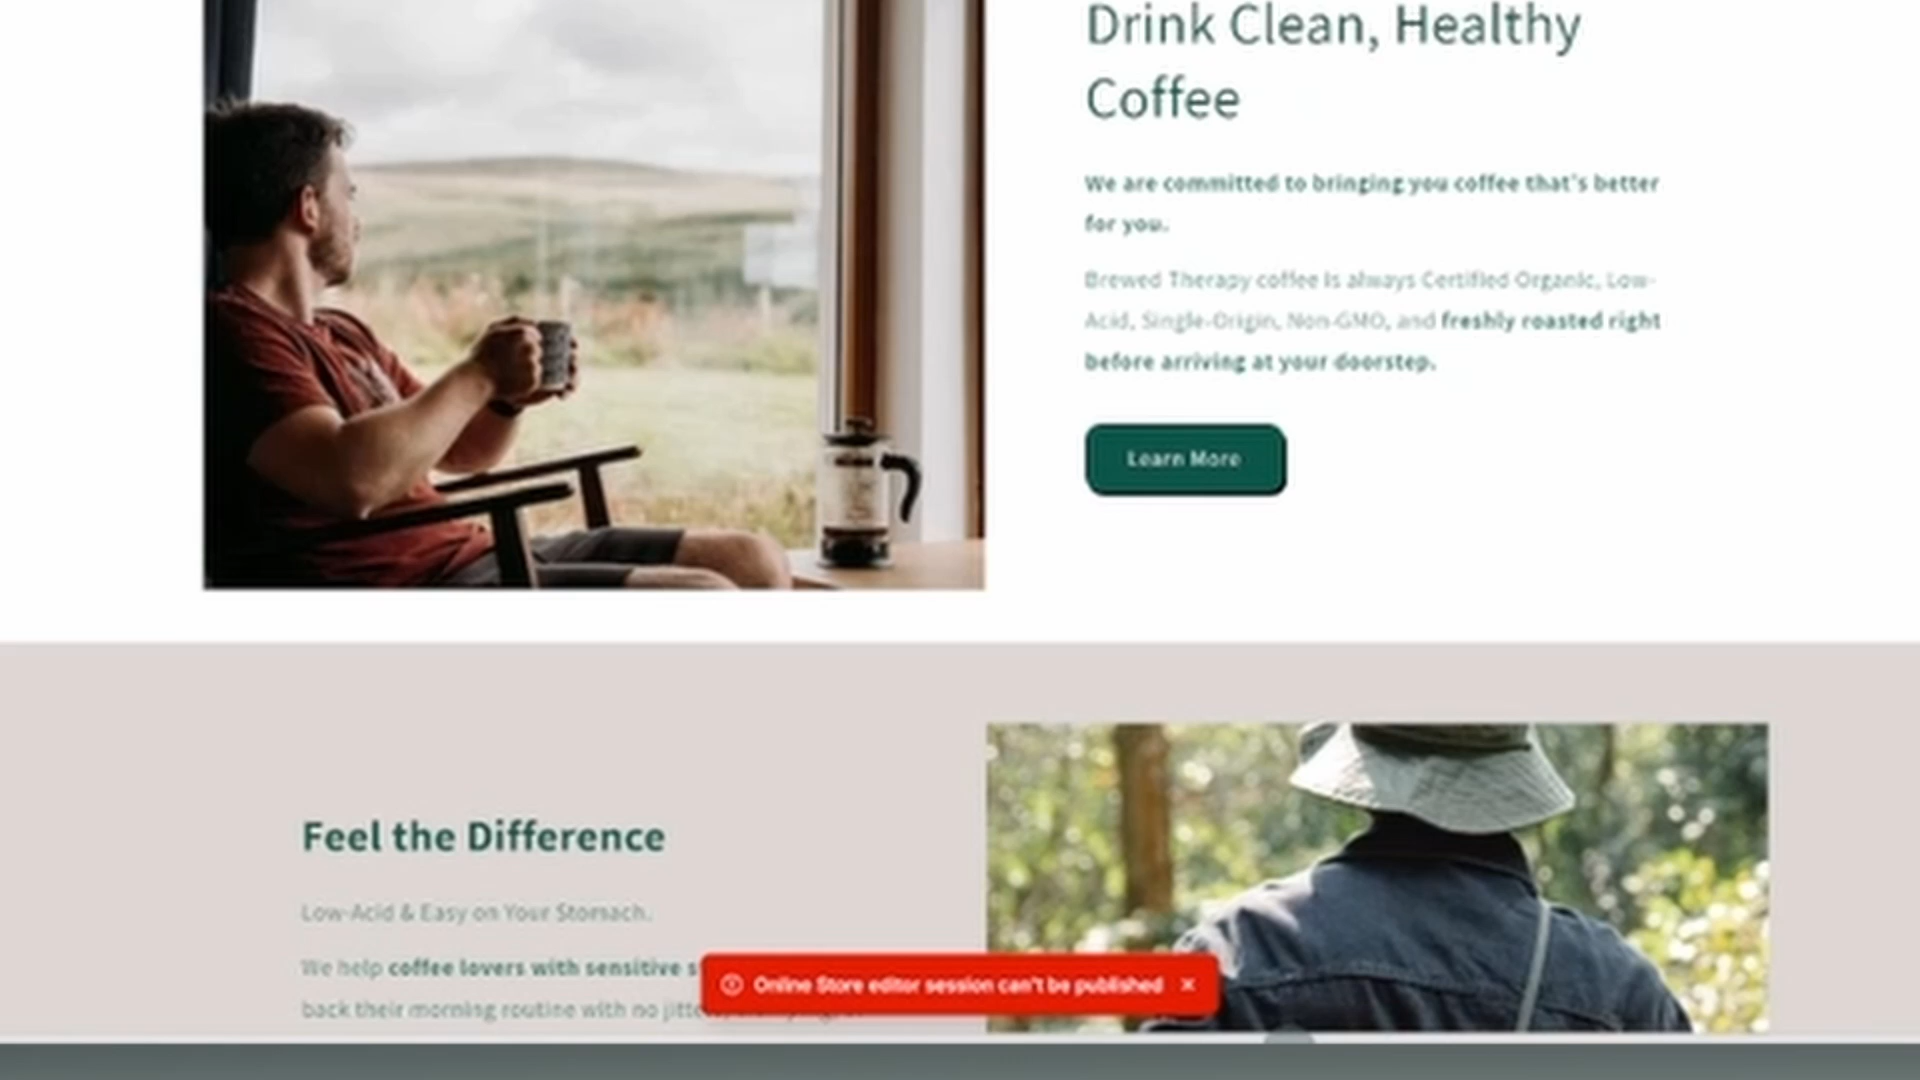 Drink Clean, Healthy
Coffee
We are committed to bringing you coffee that's better
for you.
Brewed Therapy coffee is always Certified Organic, Low-
Acid, Single-Origin, Non-GMO, and freshly roasted right
before arriving at your doorstep.
Learn More
Feel the Difference
Low-Acid & Easy on Your Stomach.
We help coffee lovers with sensitive
back their morning routine with no
Online Store editor session can't be published